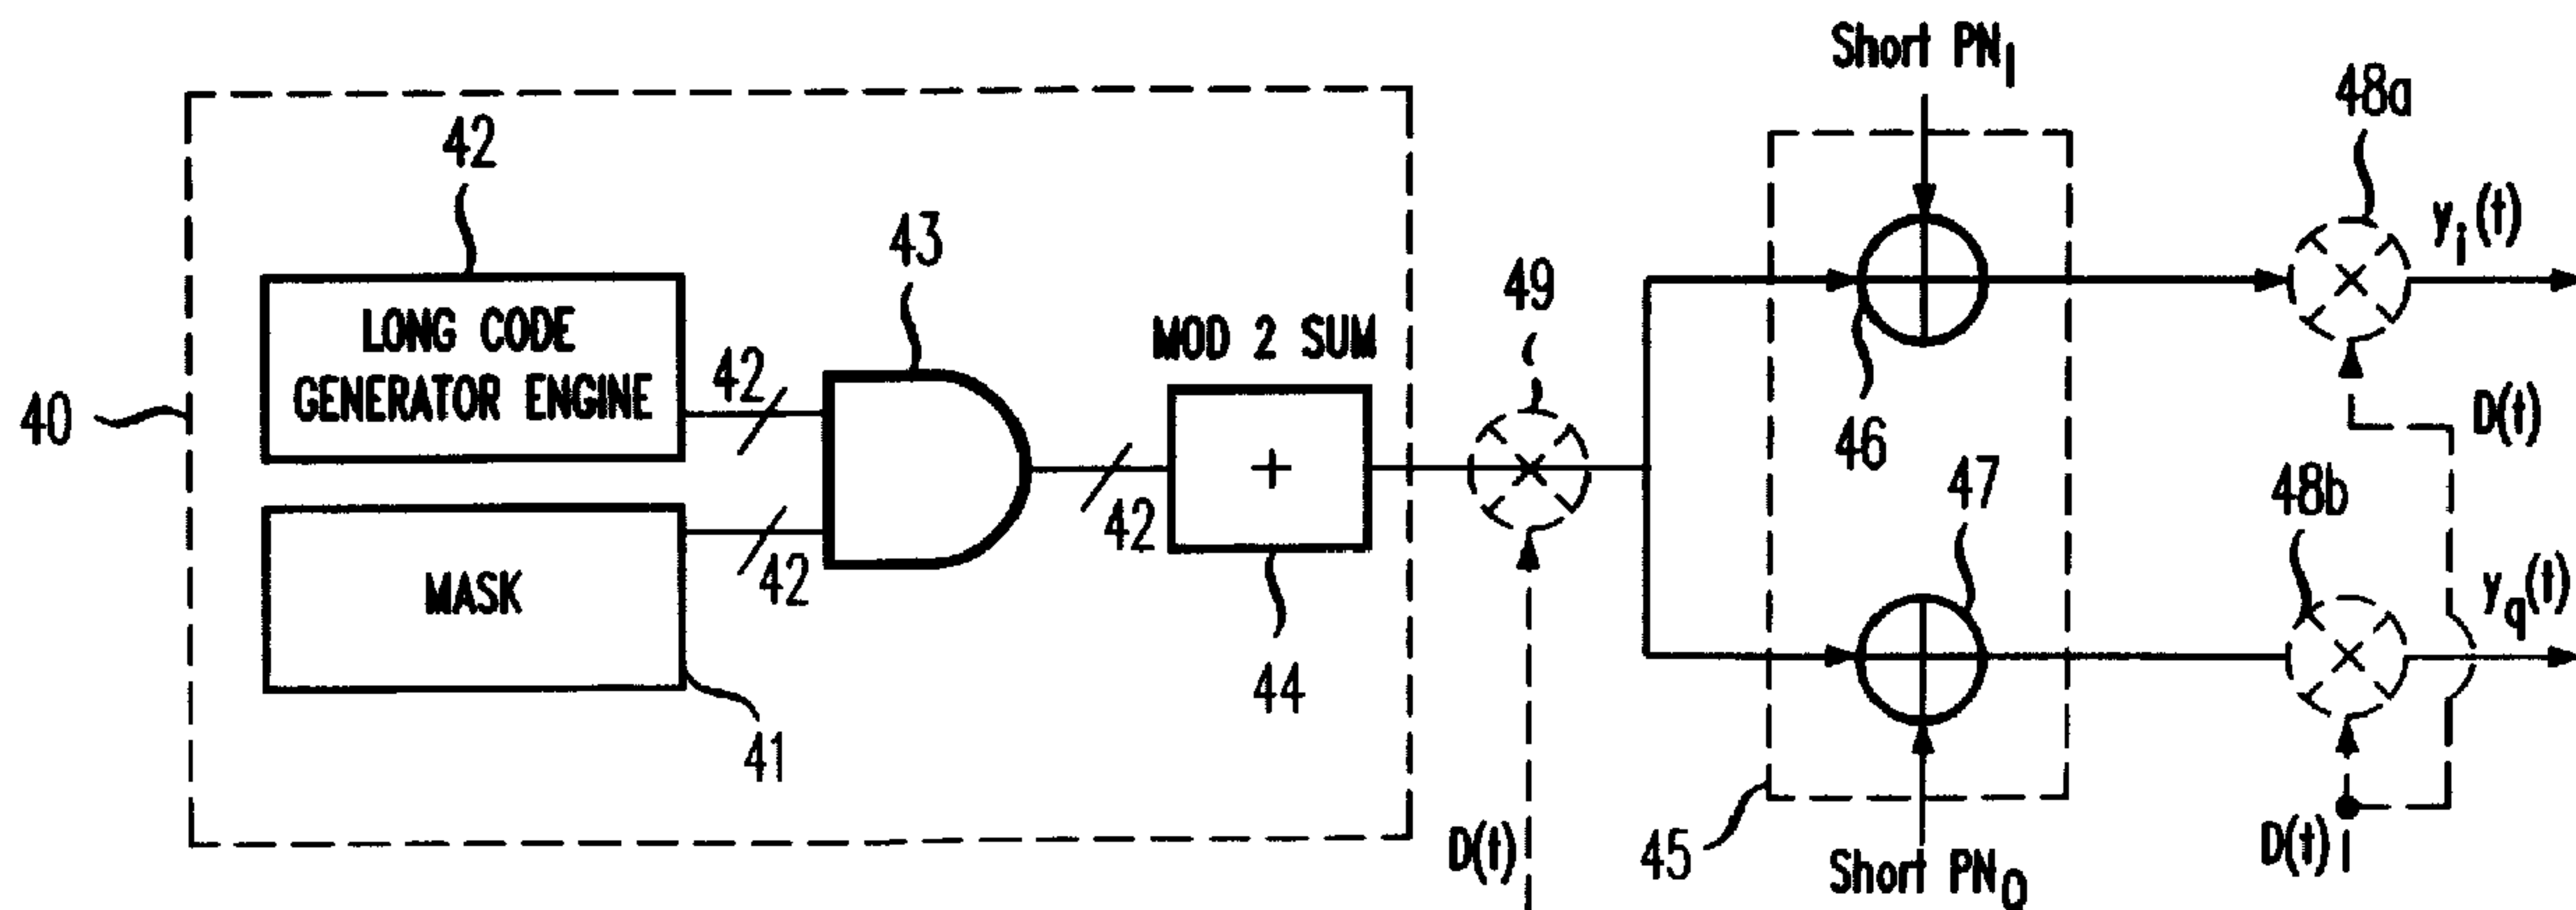 Short PN_I
48a
42
43
49
y_i(t)
LONG CODE
GENERATOR ENGINE
42
MOD 2 SUM
+
40
46
D(t)
47
48b
MASK
42
42
44
y_q(t)
41
D(t)
45
Short PN_Q
D(t)